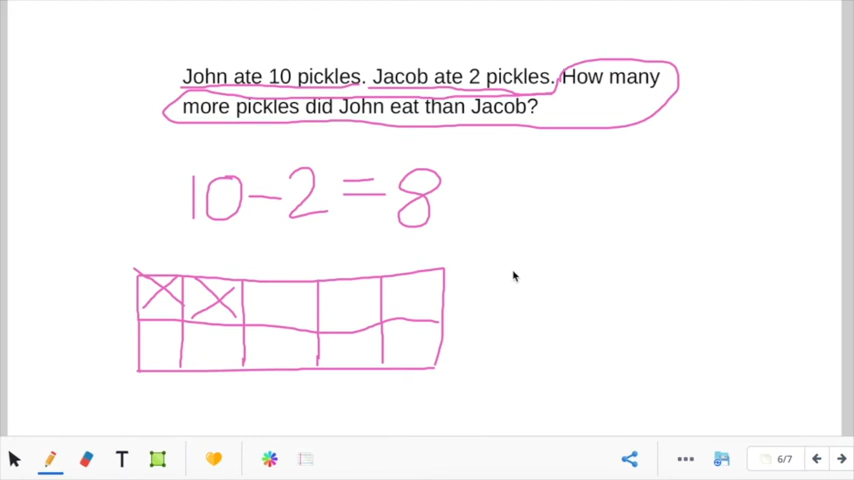 John ate 10 pickles. Jacob ate 2 pickles. How many
more pickles did John eat than Jacob?
10-2=8
T
6/7